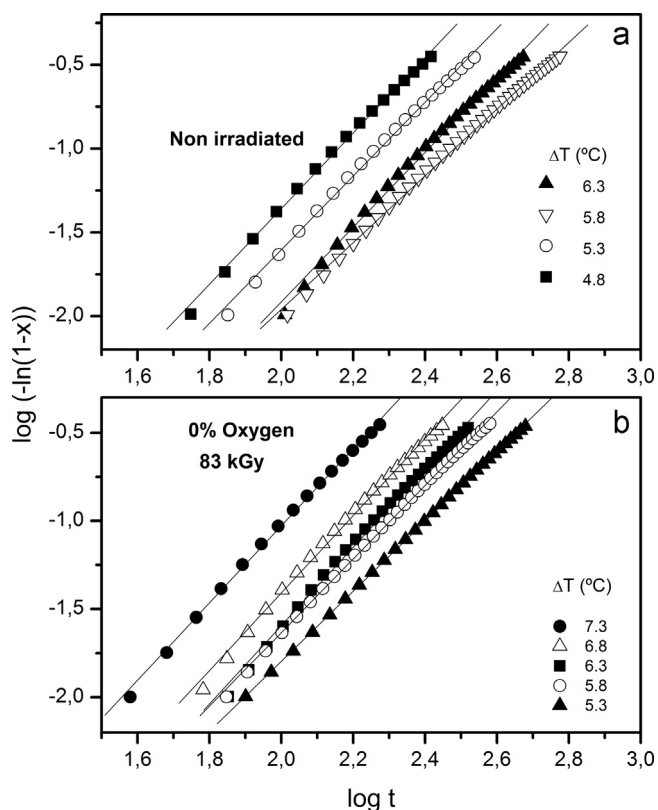 a
-0,5
-1,0
-1,5
-2,0
Non irradiated
ΔT (ºC)
6.3
5.8
5.3
4.8
1,6 1,8 2,0 2,2 2,4 2,6 2,8 3,0
log (-ln(1-x))
b
-0,5
-1,0
-1,5
-2,0
0% Oxygen
83 kGy
ΔT (ºC)
7.3
6.8
6.3
5.8
5.3
1,6 1,8 2,0 2,2 2,4 2,6 2,8 3,0
log t